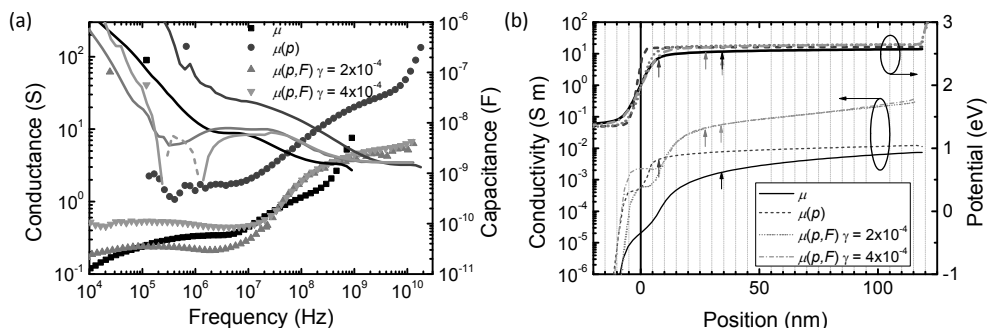 (a)
Conductance (S)
10²
10¹
10⁰
10⁻¹
μ
μ(p)
μ(p,F) γ = 2x10⁻⁴
μ(p,F) γ = 4x10⁻⁴
10⁻⁶
10⁻⁷
10⁻⁸
10⁻⁹
10⁻¹⁰
10⁻¹¹
Capacitance (F)
10⁴ 10⁵ 10⁶ 10⁷ 10⁸ 10⁹ 10¹⁰
Frequency (Hz)
(b)
Conductivity (S m)
10⁵
10⁴
10³
10²
10¹
10⁰
10⁻¹
10⁻²
10⁻³
10⁻⁴
10⁻⁵
10⁻⁶
μ
μ(p)
μ(p,F) γ = 2x10⁻⁴
μ(p,F) γ = 4x10⁻⁴
3
2
1
0
-1
Potential (eV)
0 50 100
Position (nm)